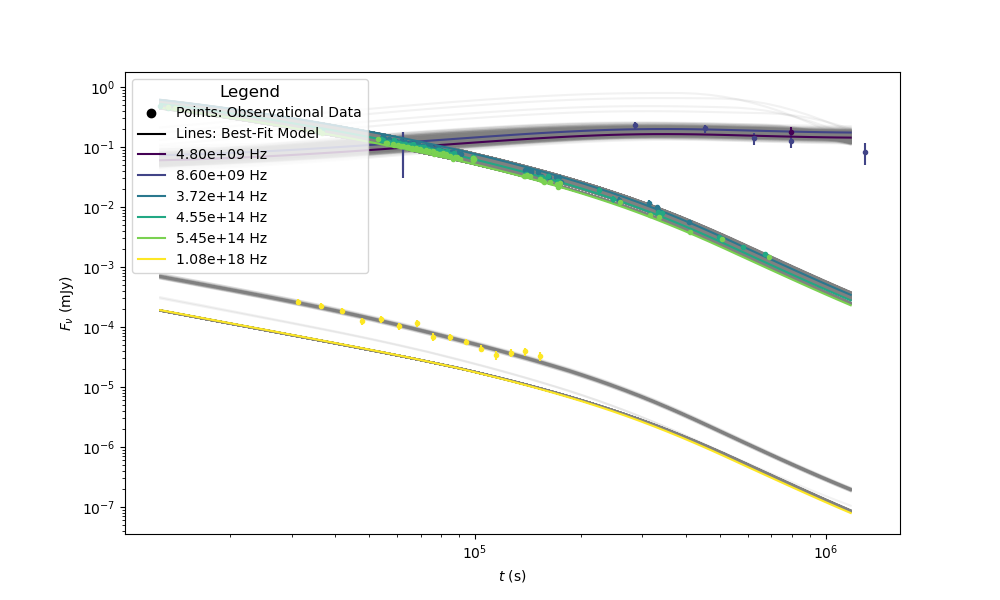 Legend
Points: Observational Data
Lines: Best-Fit Model
4.80e+09 Hz
8.60e+09 Hz
3.72e+14 Hz
4.55e+14 Hz
5.45e+14 Hz
1.08e+18 Hz
10⁰
10⁻¹
10⁻²
10⁻³
10⁻⁴
10⁻⁵
10⁻⁶
10⁻⁷
F_ν (mJy)
10⁵
10⁶
t (s)